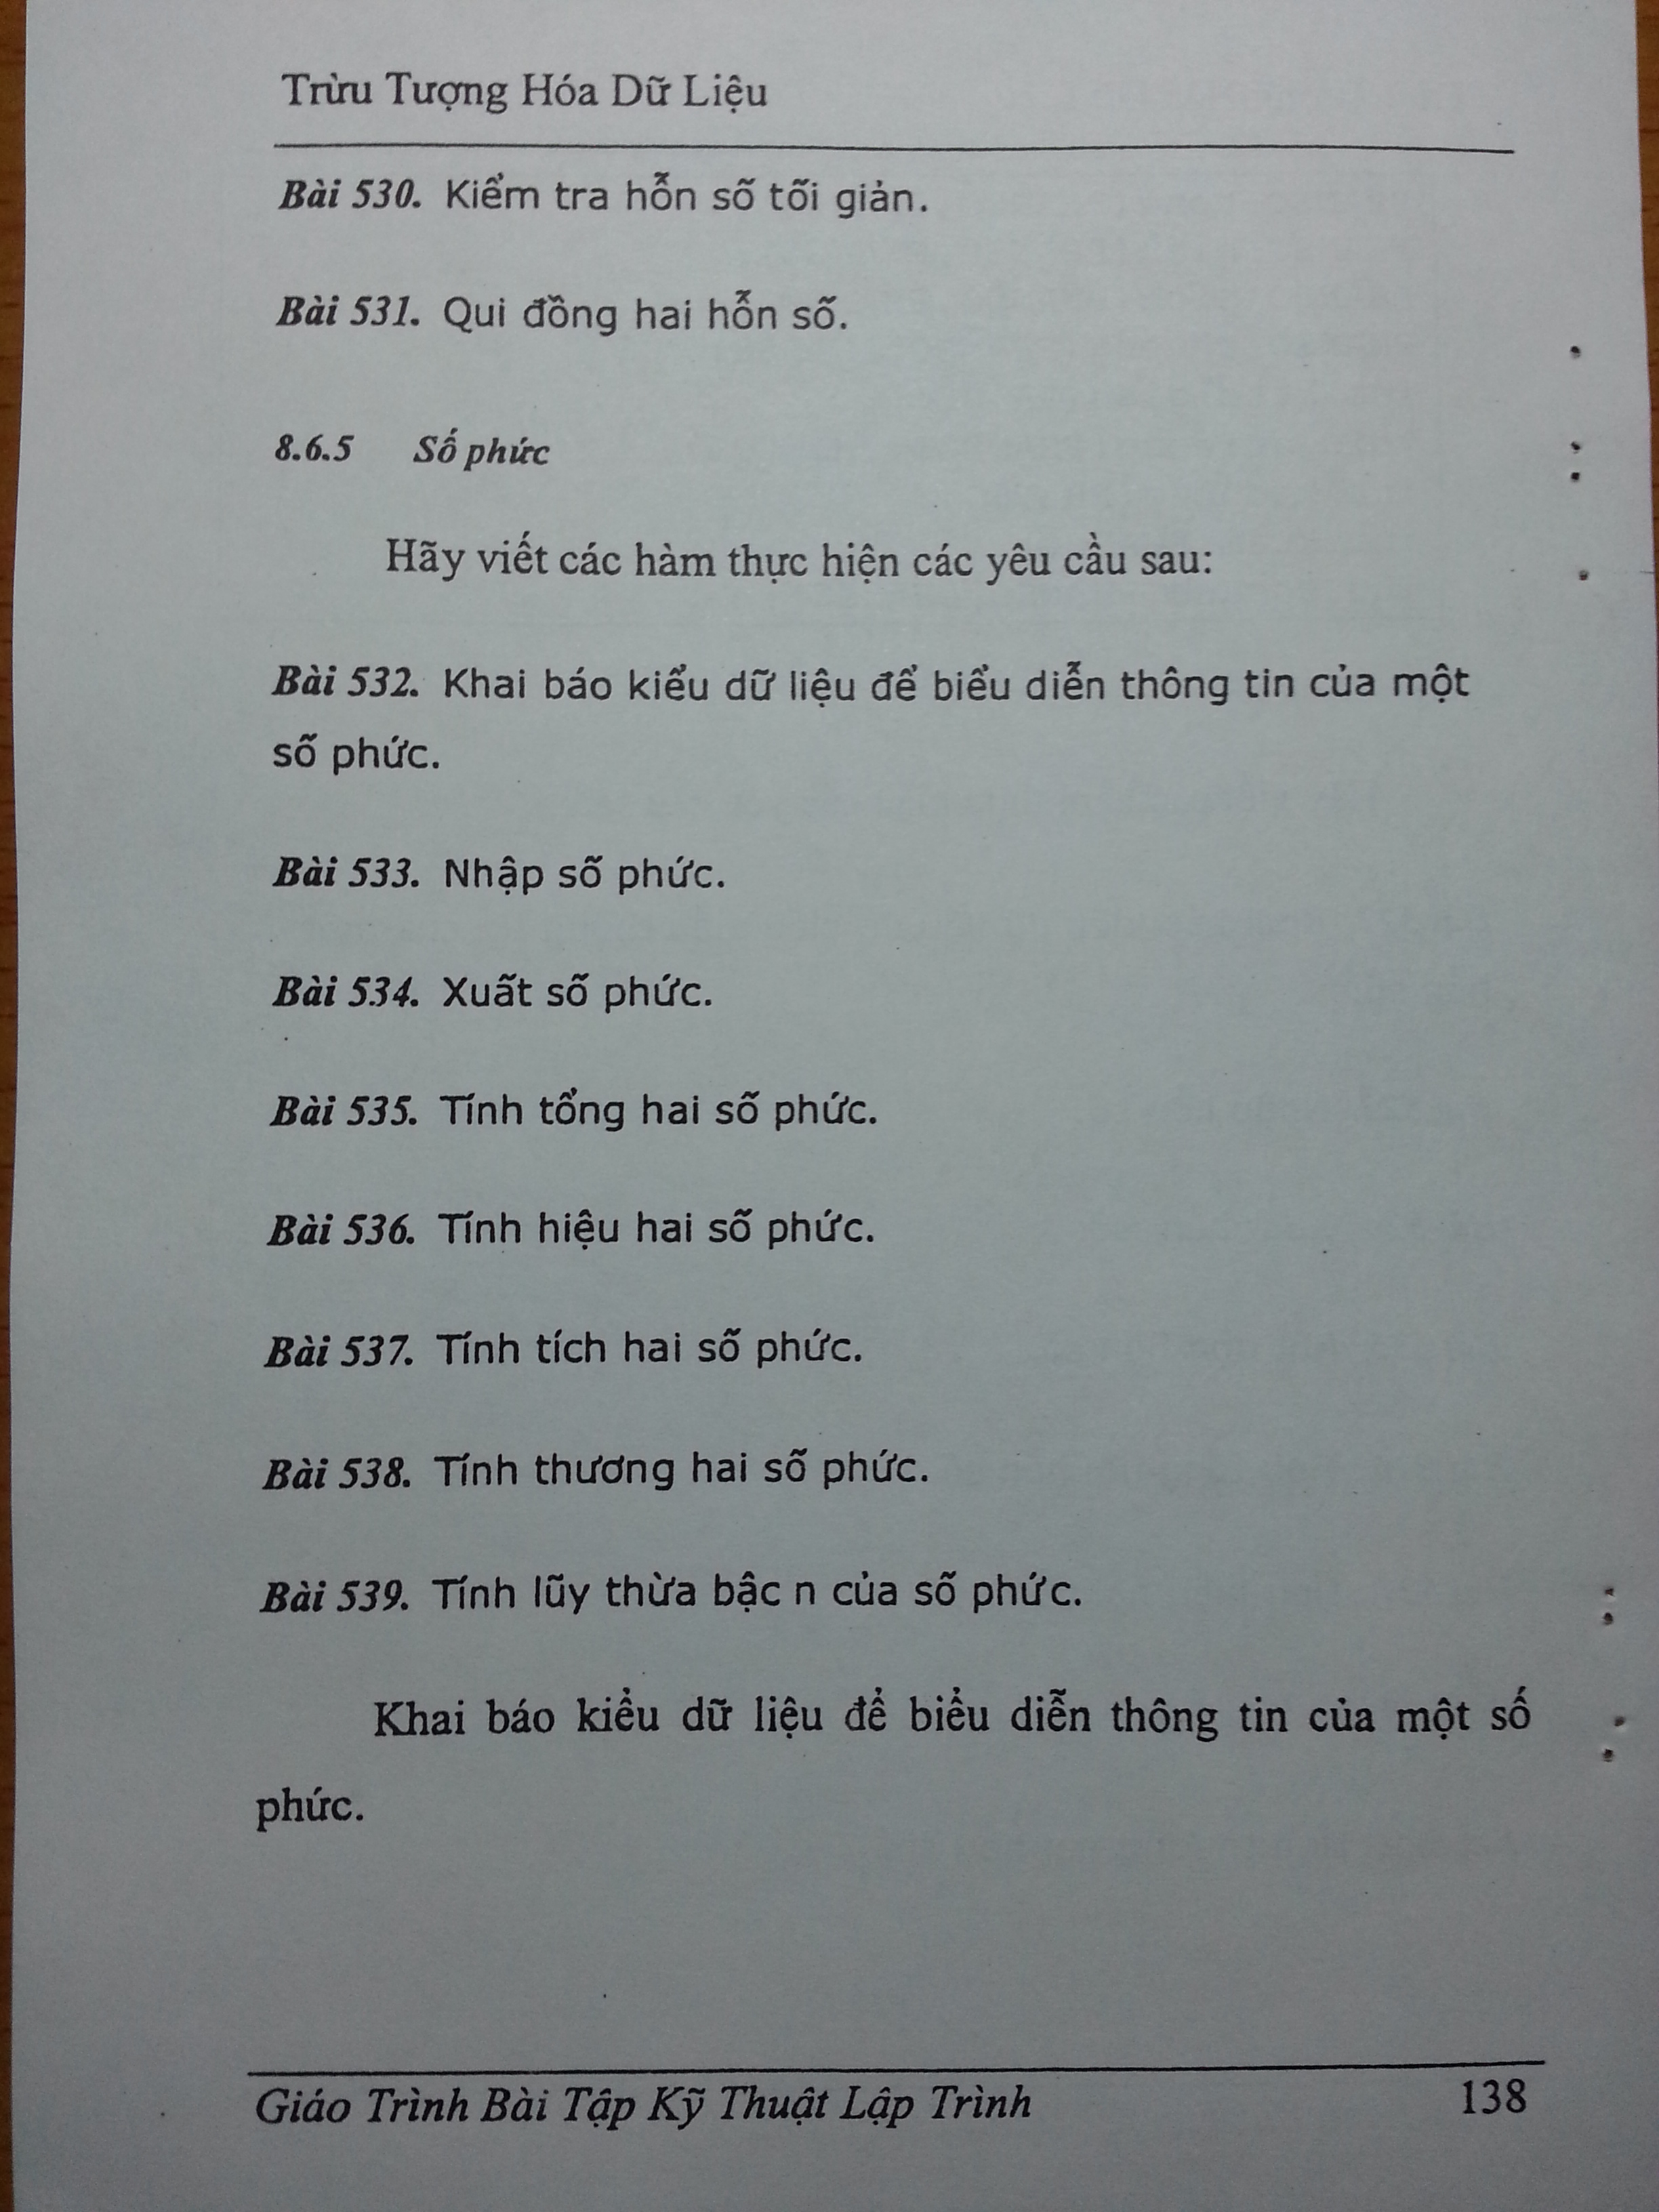 Trừu Tượng Hóa Dữ Liệu
Bài 530. Kiểm tra hỗn số tối giản.
Bài 531. Qui đồng hai hỗn số.
8.6.5 Số phức
Hãy viết các hàm thực hiện các yêu cầu sau:
Bài 532. Khai báo kiểu dữ liệu để biểu diễn thông tin của một
số phức.
Bài 533. Nhập số phức.
Bài 534. Xuất số phức.
Bài 535. Tính tổng hai số phức.
Bài 536. Tính hiệu hai số phức.
Bài 537. Tính tích hai số phức.
Bài 538. Tính thương hai số phức.
Bài 539. Tính lũy thừa bậc n của số phức.
Khai báo kiểu dữ liệu để biểu diễn thông tin của một số
phức.
Giáo Trình Bài Tập Kỹ Thuật Lập Trình 138